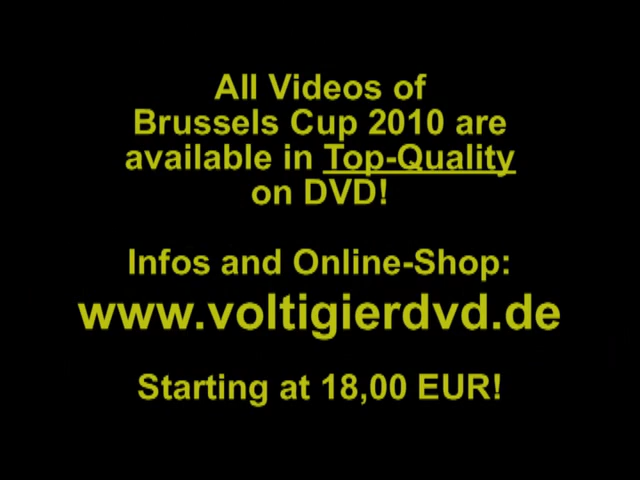 All Videos of
Brussels Cup 2010 are
available in Top-Quality
on DVD!
Infos and Online-Shop:
www.voltigierdvd.de
Starting at 18,00 EUR!